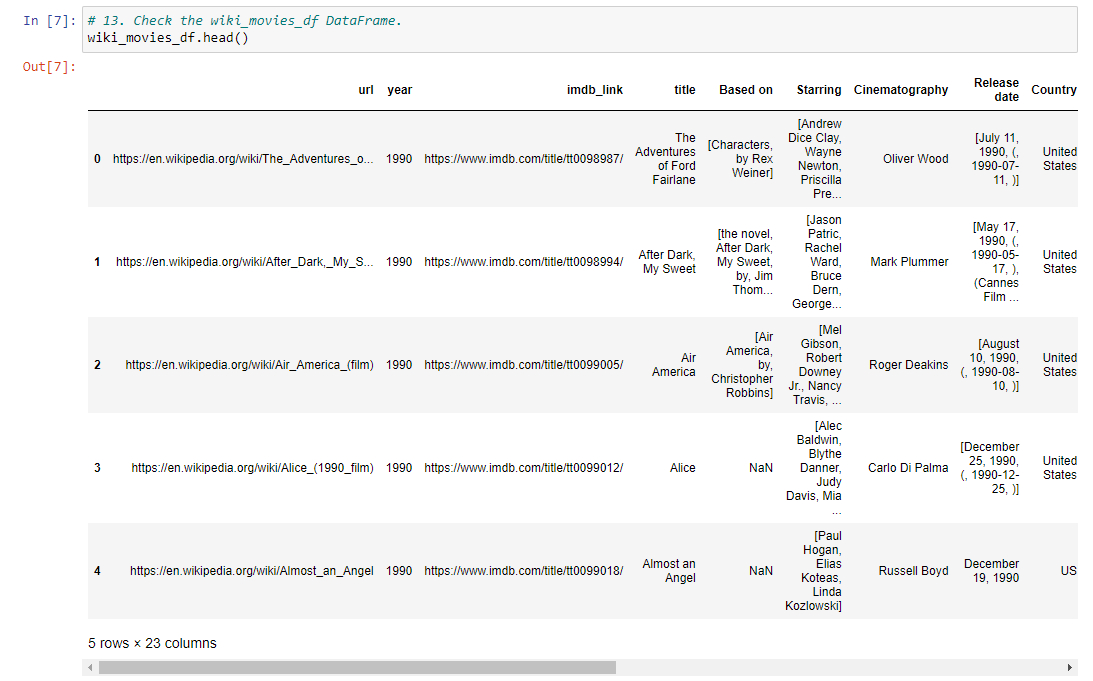 In [7]: # 13. Check the wiki_movies_df DataFrame.
wiki_movies_df.head()
Out[7]:
url year imdb_link title Based on Starring Cinematography Release date Country
0 https://en.wikipedia.org/wiki/The_Adventures_o... 1990 https://www.imdb.com/title/tt0098987/ The Adventures of Ford Fairlane [Characters, by Rex Weiner] [Andrew Dice Clay, Wayne Newton, Priscilla Pre... Oliver Wood [July 11, 1990, (, 1990-07-11, )] United States
1 https://en.wikipedia.org/wiki/After_Dark,_My_S... 1990 https://www.imdb.com/title/tt0098994/ After Dark, My Sweet [the novel, After Dark, My Sweet, by, Jim Thom... [Jason Patric, Rachel Ward, Bruce Dern, George... Mark Plummer [May 17, 1990, (, 1990-05-17, ), (Cannes Film ... United States
2 https://en.wikipedia.org/wiki/Air_America_(film) 1990 https://www.imdb.com/title/tt0099005/ Air America [Air America, by, Christopher Robbins] [Mel Gibson, Robert Downey Jr., Nancy Travis, ... Roger Deakins [August 10, 1990, (, 1990-08-10, )] United States
3 https://en.wikipedia.org/wiki/Alice_(1990_film) 1990 https://www.imdb.com/title/tt0099012/ Alice NaN [Alec Baldwin, Blythe Danner, Judy Davis, Mia ... Carlo Di Palma [December 25, 1990, (, 1990-12-25, )] United States
4 https://en.wikipedia.org/wiki/Almost_an_Angel 1990 https://www.imdb.com/title/tt0099018/ Almost an Angel NaN [Paul Hogan, Elias Koteas, Linda Kozlowski] Russell Boyd December 19, 1990 US
5 rows × 23 columns